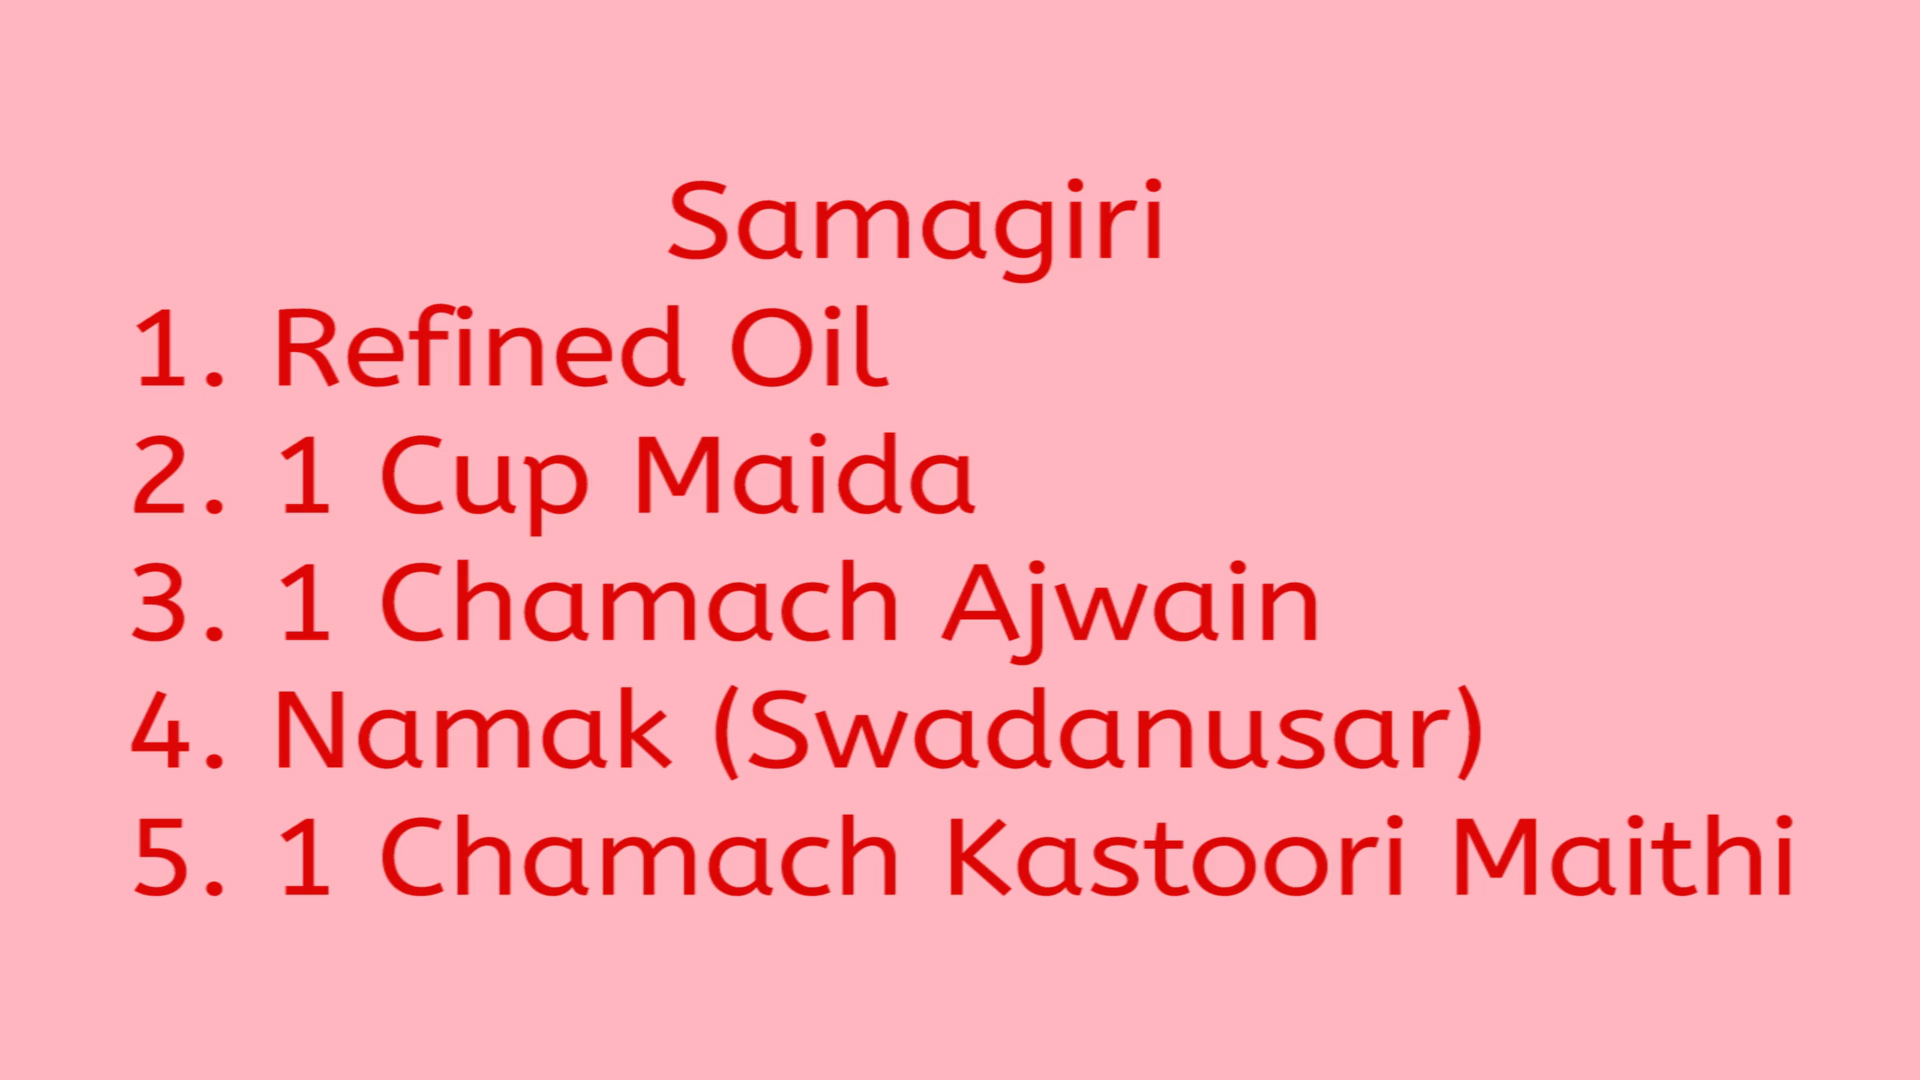 Samagiri
1. Refined Oil
2. 1 Cup Maida
3. 1 Chamach Ajwain
4. Namak (Swadanusar)
5. 1 Chamach Kastoori Maithi